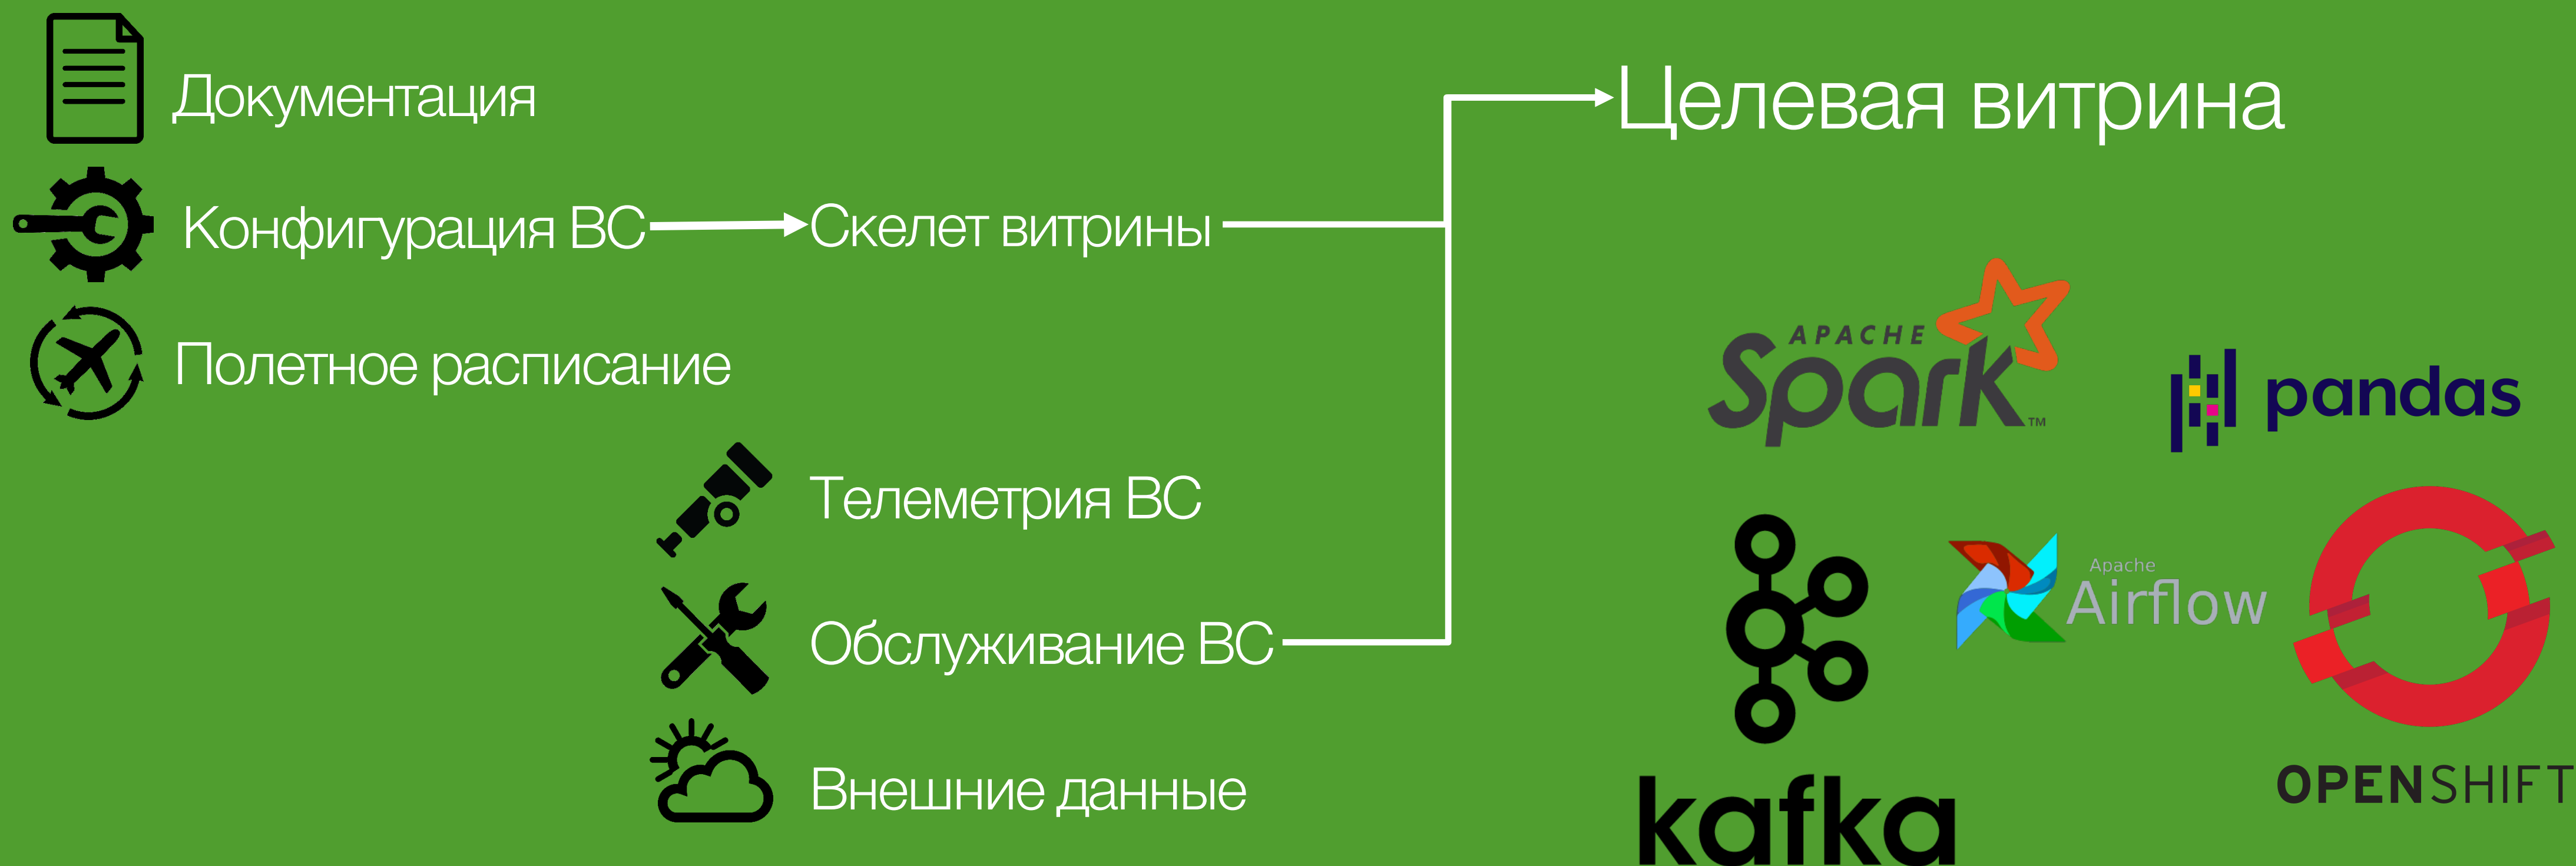 Документация
Целевая витрина
Конфигурация ВС
Скелет витрины
Полетное расписание
APACHE
Spark™
pandas
Телеметрия ВС
Apache
Airflow
Обслуживание ВС
Внешние данные
OPENSHIFT
kafka